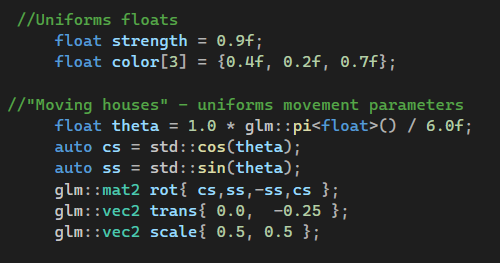 //Uniforms floats
float strength = 0.9f;
float color[3] = {0.4f, 0.2f, 0.7f};
//"Moving houses" - uniforms movement parameters
float theta = 1.0 * glm::pi<float>() / 6.0f;
auto cs = std::cos(theta);
auto ss = std::sin(theta);
glm::mat2 rot{ cs,ss,-ss,cs };
glm::vec2 trans{ 0.0,  -0.25 };
glm::vec2 scale{ 0.5, 0.5 };